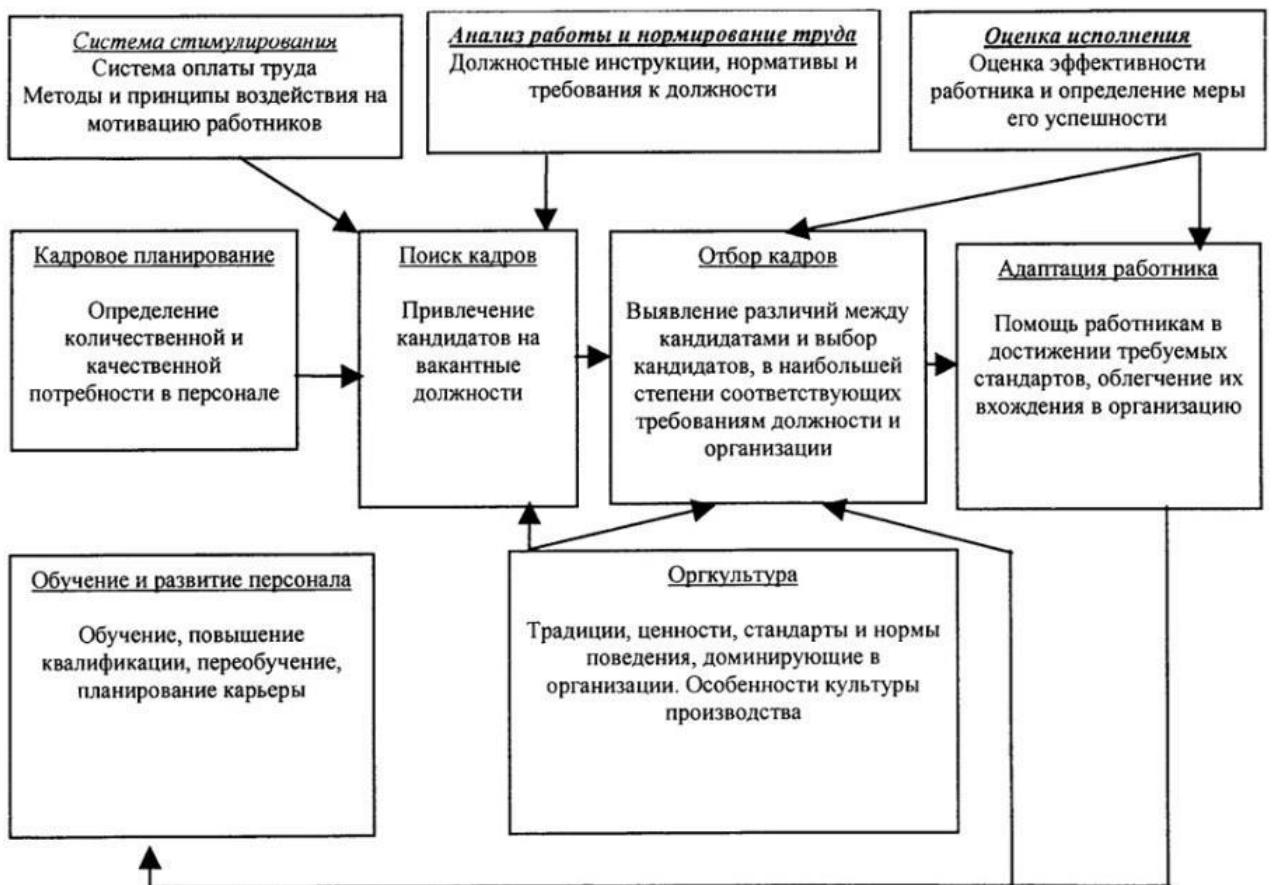 Система стимулирования
Система оплаты труда
Методы и принципы воздействия на
мотивацию работников
Анализ работы и нормирование труда
Должностные инструкции, нормативы и
требования к должности
Оценка исполнения
Оценка эффективности
работника и определение меры
его успешности
Кадровое планирование
Определение
количественной и
качественной
потребности в персонале
Поиск кадров
Привлечение
кандидатов на
вакантные
должности
Отбор кадров
Выявление различий между
кандидатами и выбор
кандидатов, в наибольшей
степени соответствующих
требованиям должности и
организации
Адаптация работника
Помощь работникам в
достижении требуемых
стандартов, облегчение их
вхождения в организацию
Обучение и развитие персонала
Обучение, повышение
квалификации, переобучение,
планирование карьеры
Оргкультура
Традиции, ценности, стандарты и нормы
поведения, доминирующие в
организации. Особенности культуры
производства